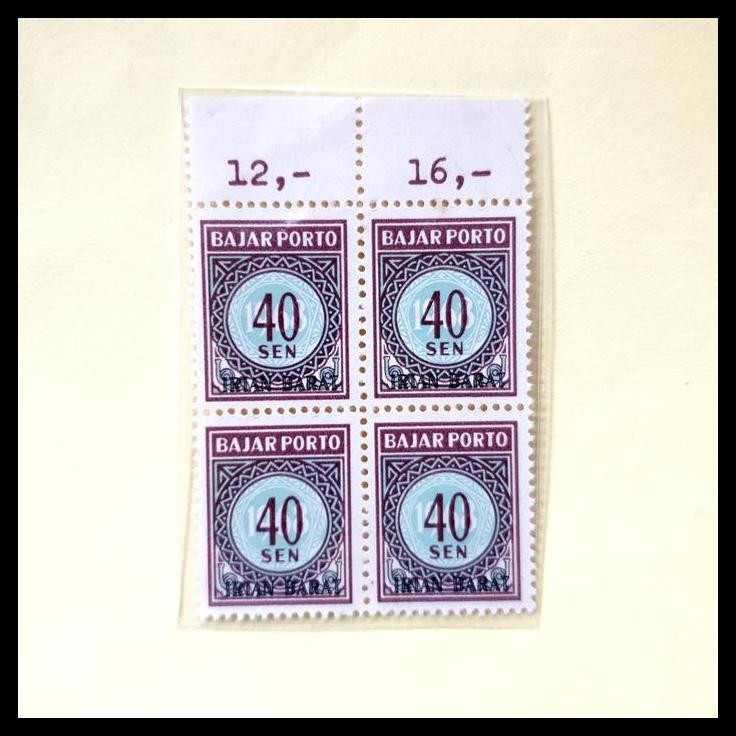 12,- 16,-
BAJAR PORTO BAJAR PORTO
40 40
SEN SEN
IRIAN BARAT IRIAN BARAT
BAJAR PORTO BAJAR PORTO
40 40
SEN SEN
IRIAN BARAT IRIAN BARAT